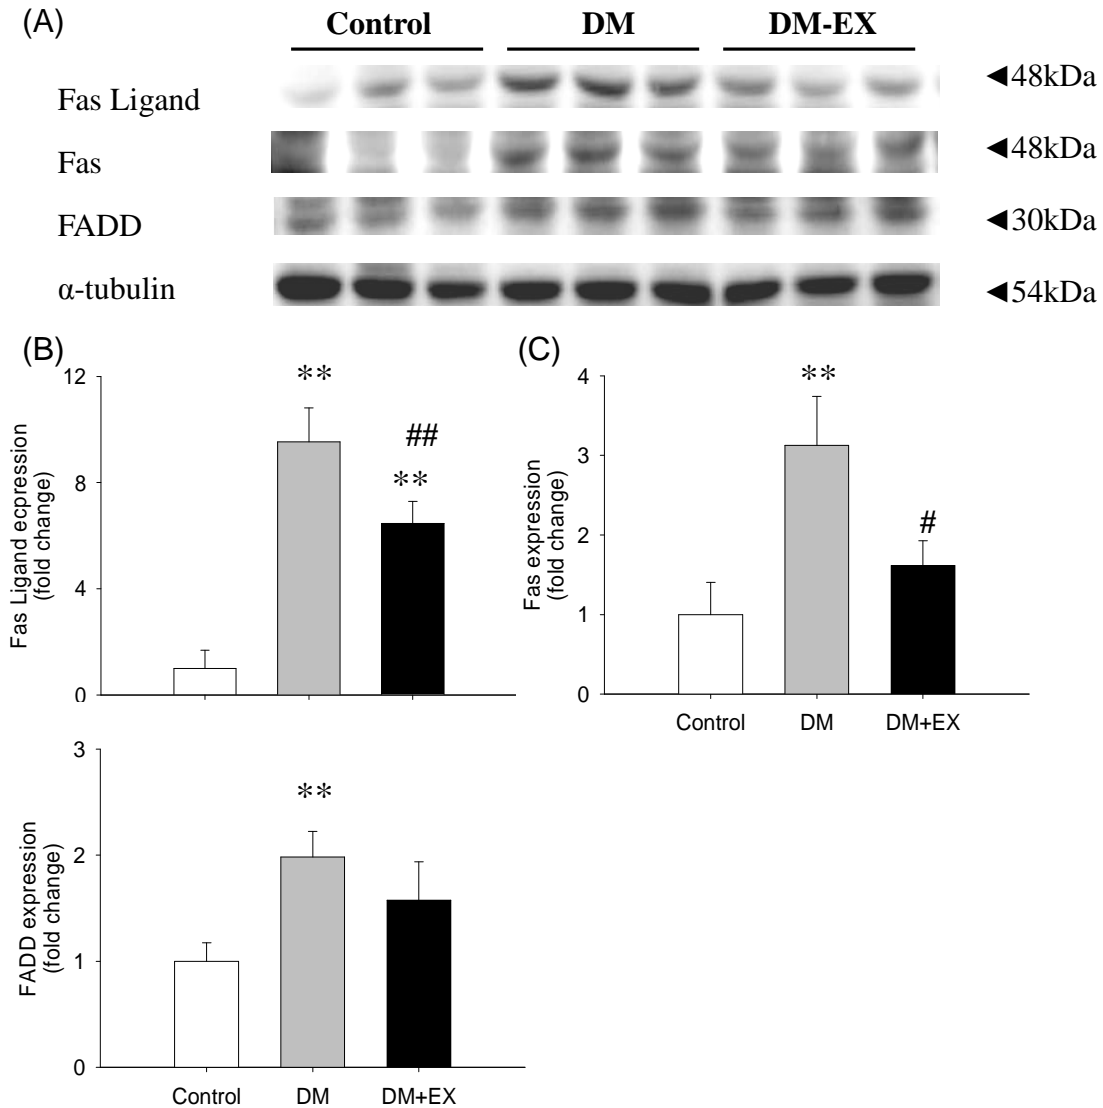 (A)
Control DM DM-EX
Fas Ligand ◄48kDa
Fas ◄48kDa
FADD ◄30kDa
α-tubulin ◄54kDa
(B)
Fas Ligand ecpression
(fold change)
12
8
4
0
**
##
**
(C)
Fas expression
(fold change)
4
3
2
1
0
**
#
Control DM DM+EX
FADD expression
(fold change)
3
2
1
0
**
Control DM DM+EX